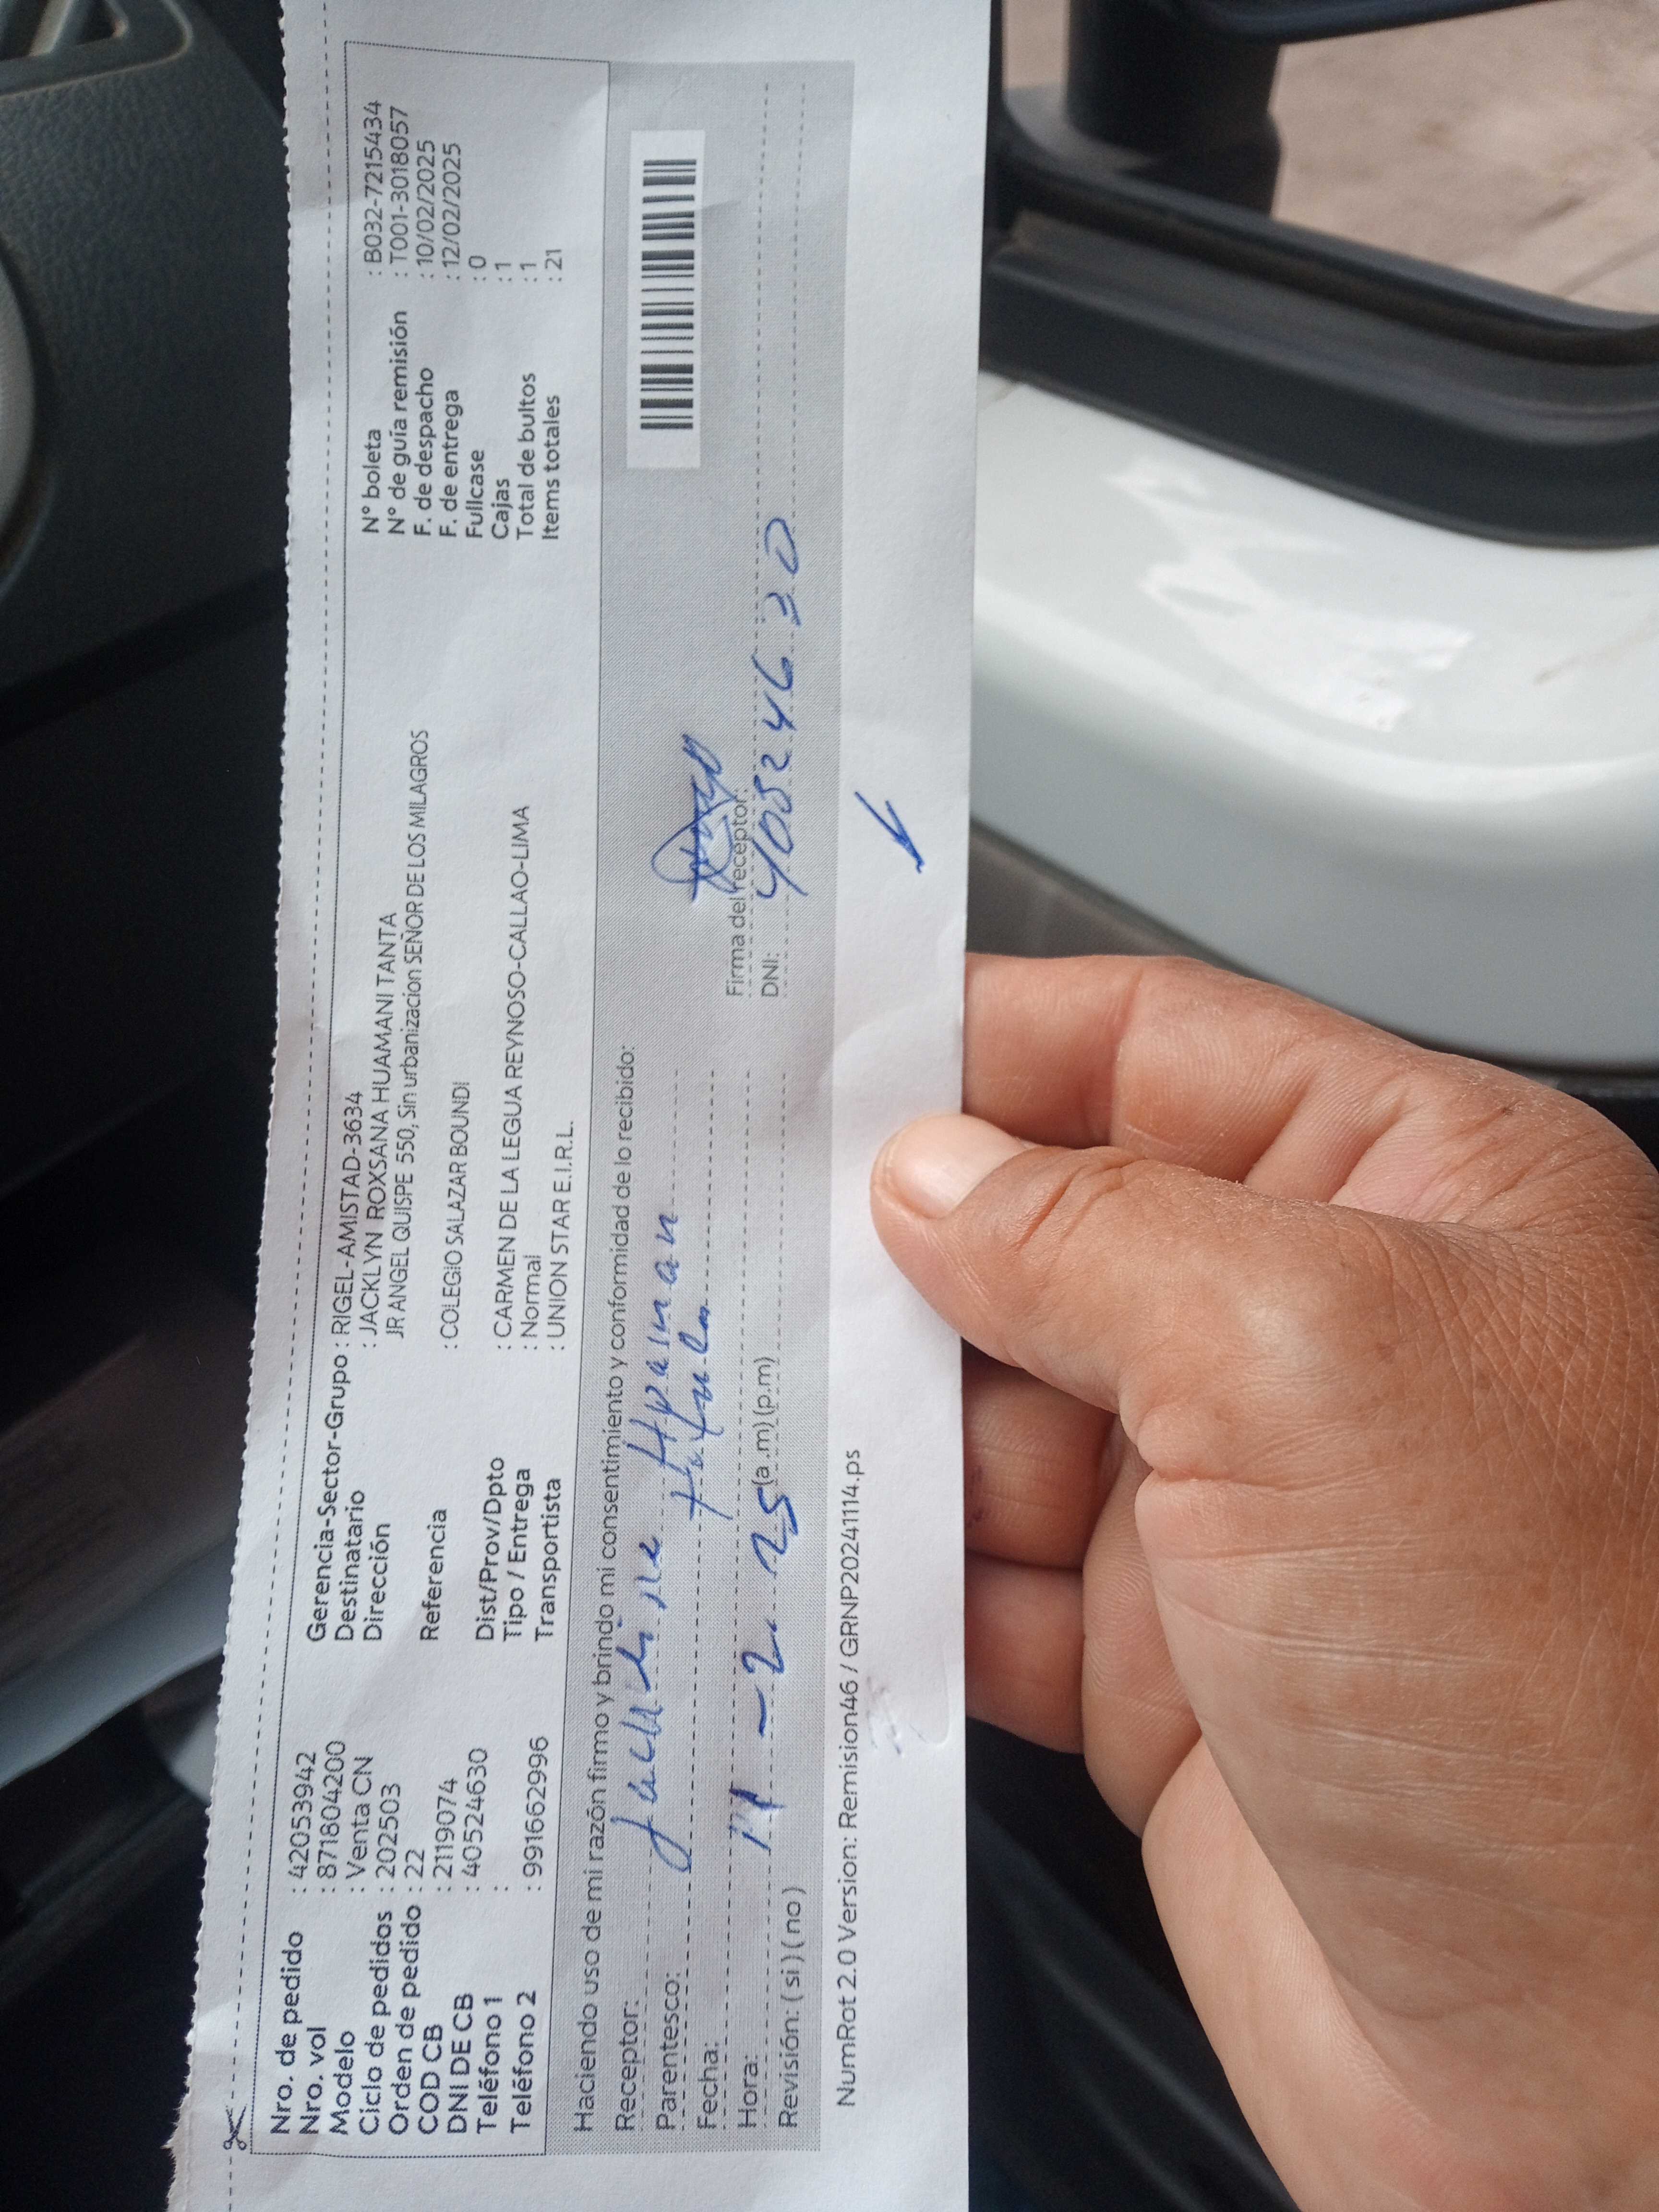 Nro. de pedido : 42053942
Nro. vol : 871804200
Modelo : Venta CN
Ciclo de pedidos : 202503
Orden de pedido : 22
COD CB : 21190​74
DNI DE CB : 40524630
Teléfono 1 :
Teléfono 2 : 991662996
Gerencia-Sector-Grupo : RIGEL-AMISTAD-3634
Destinatario : JACKLYN ROXSANA HUAMANI TANTA
Dirección JR ANGEL QUISPE 550, Sin urbanizacion SEÑOR DE LOS MILAGROS
Referencia : COLEGIO SALAZAR BOUNDI
Dist/Prov/Dpto : CARMEN DE LA LEGUA REYNOSO-CALLAO-LIMA
Tipo / Entrega : Normal
Transportista : UNION STAR E.I.R.L.
N° boleta : B032-7215434
N° de guía remisión : T001-3018057
F. de despacho : 10/02/2025
F. de entrega : 12/02/2025
Fullcase : 0
Cajas : 1
Total de bultos : 1
Items totales : 21
Haciendo uso de mi razón firmo y brindo mi consentimiento y conformidad de lo recibido:
Receptor:
Parentesco:
Fecha:
Hora: (a.m) (p.m)
Revisión: ( si ) ( no )
Firma del receptor:
DNI: 40524630
NumRot 2.0 Version: Remision46 / GRNP20241114.ps